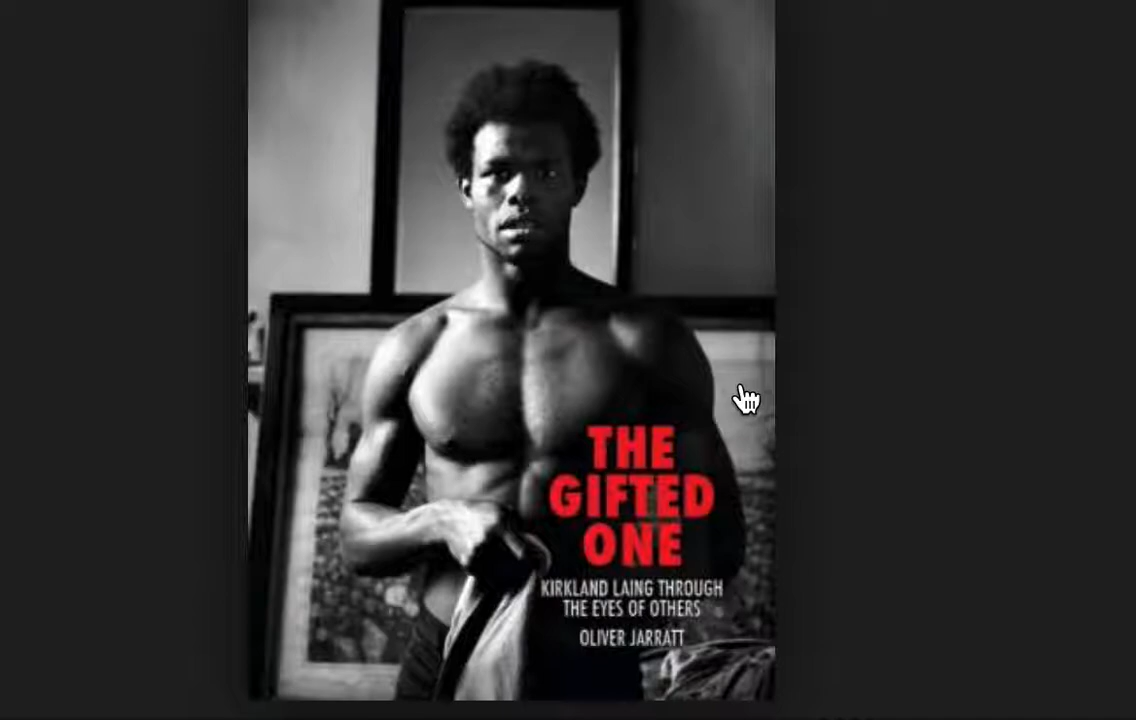 THE
GIFTED
ONE
KIRKLAND LAING THROUGH
THE EYES OF OTHERS
OLIVER JARRATT